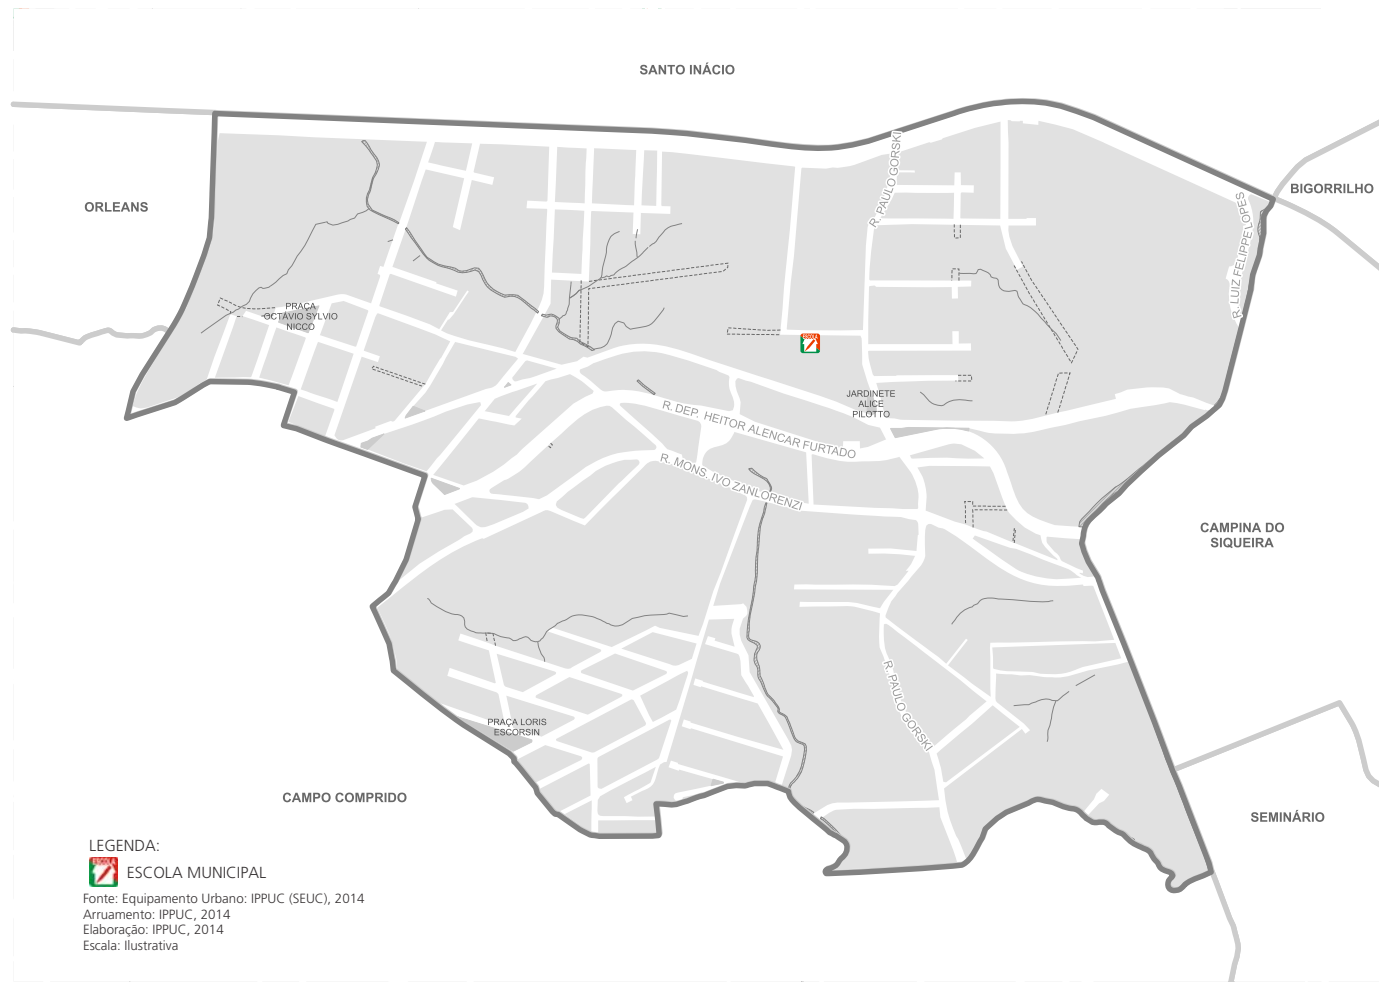 SANTO INÁCIO
ORLEANS
BIGORRILHO
R. PAULO GORSKI
R. LUIZ FELIPPE LOPES
PRAÇA
OCTÁVIO SYLVIO
NICCO
ESCOLA
JARDINETE
ALICE
PILOTTO
R. DEP. HEITOR ALENCAR FURTADO
R. MONS. IVO ZANLORENZI
CAMPINA DO
SIQUEIRA
R. PAULO GORSKI
PRAÇA LORIS
ESCORSIN
CAMPO COMPRIDO
SEMINÁRIO
LEGENDA:
ESCOLA
ESCOLA MUNICIPAL
Fonte: Equipamento Urbano: IPPUC (SEUC), 2014
Arruamento: IPPUC, 2014
Elaboração: IPPUC, 2014
Escala: Ilustrativa